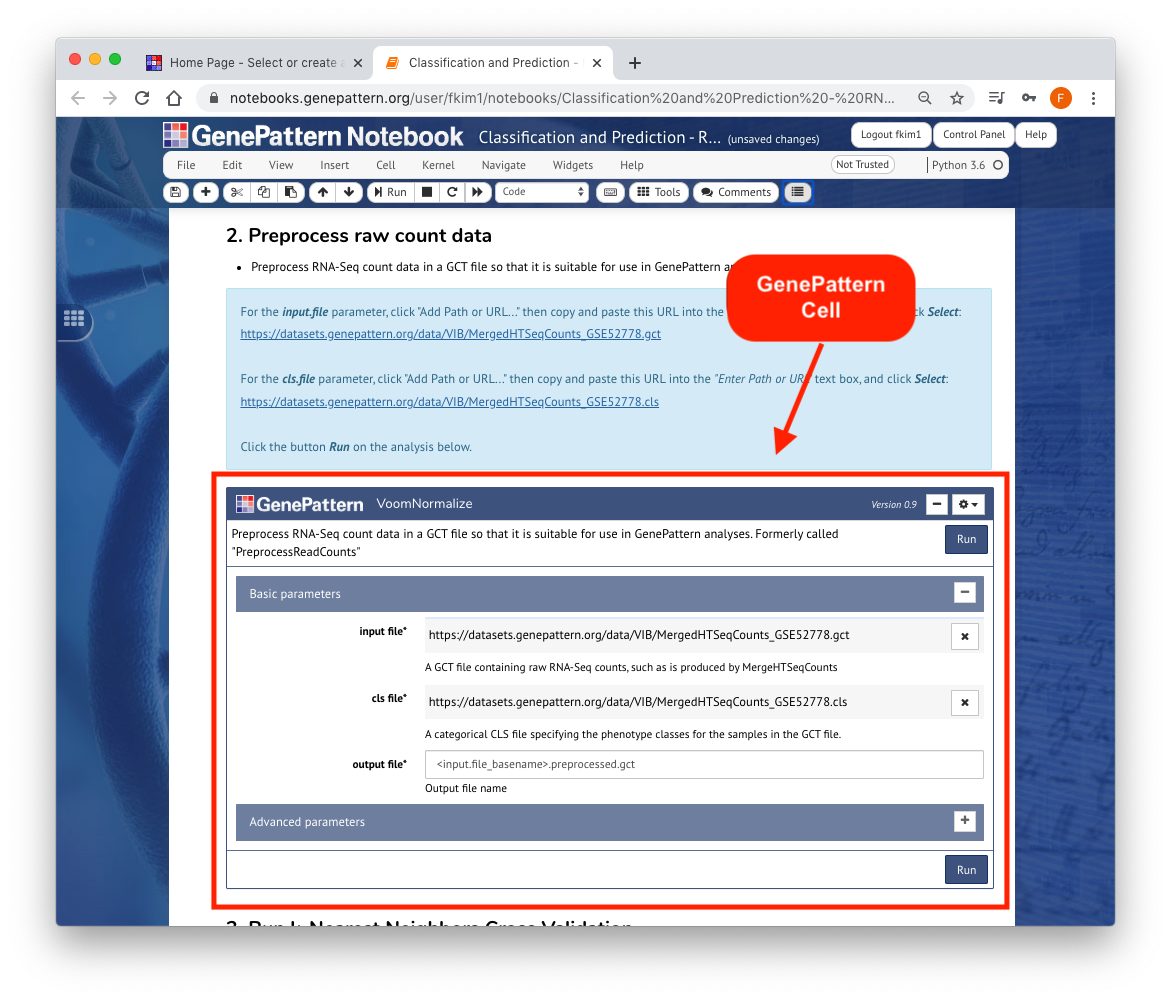 Home Page - Select or create a
Classification and Prediction -
notebooks.genepattern.org/user/fkim1/notebooks/Classification%20and%20Prediction%20-%20RN...
F
GenePattern Notebook Classification and Prediction - R... (unsaved changes) Logout fkim1 Control Panel Help
File Edit View Insert Cell Kernel Navigate Widgets Help Not Trusted Python 3.6
Run Code Tools Comments
2. Preprocess raw count data
• Preprocess RNA-Seq count data in a GCT file so that it is suitable for use in GenePattern
GenePattern
Cell
For the input.file parameter, click "Add Path or URL..." then copy and paste this URL into the Select:
https://datasets.genepattern.org/data/VIB/MergedHTSeqCounts_GSE52778.gct
For the cls.file parameter, click "Add Path or URL..." then copy and paste this URL into the "Enter Path or URL text box, and click Select:
https://datasets.genepattern.org/data/VIB/MergedHTSeqCounts_GSE52778.cls
Click the button Run on the analysis below.
GenePattern VoomNormalize Version 0.9
Preprocess RNA-Seq count data in a GCT file so that it is suitable for use in GenePattern analyses. Formerly called
"PreprocessReadCounts"
Run
Basic parameters
input file* https://datasets.genepattern.org/data/VIB/MergedHTSeqCounts_GSE52778.gct
A GCT file containing raw RNA-Seq counts, such as is produced by MergeHTSeqCounts
cls file* https://datasets.genepattern.org/data/VIB/MergedHTSeqCounts_GSE52778.cls
A categorical CLS file specifying the phenotype classes for the samples in the GCT file.
output file* <input.file_basename>.preprocessed.gct
Output file name
Advanced parameters
Run
3. Run k-Nearest Neighbors Cross Validation